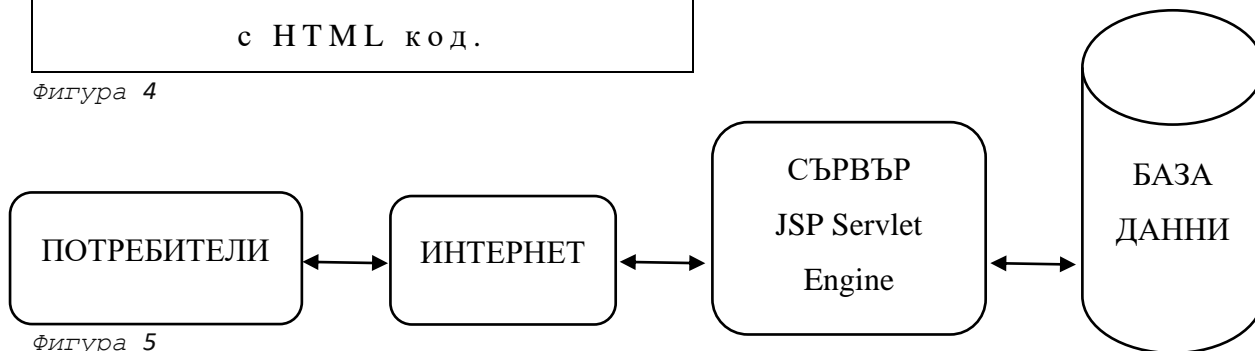 с HTML код.
Фигура 4
ПОТРЕБИТЕЛИ
ИНТЕРНЕТ
СЪРВЪР
JSP Servlet
Engine
БАЗА
ДАННИ
Фигура 5